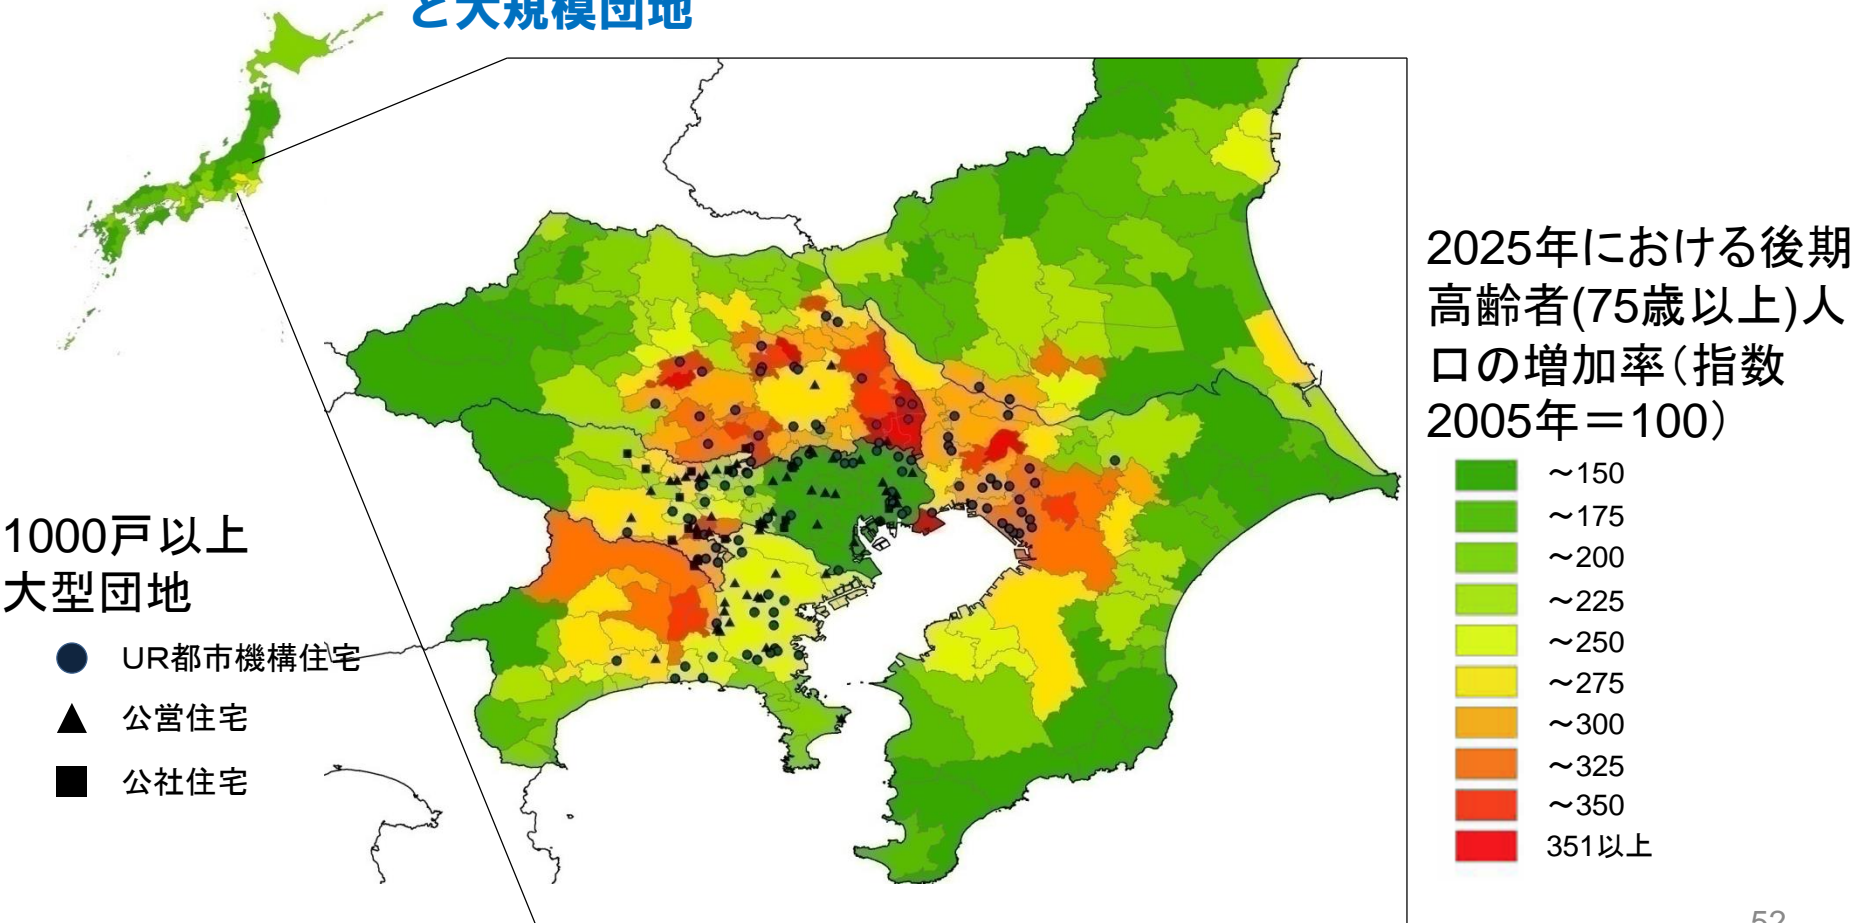 と大規模団地
2025年における後期
高齢者(75歳以上)人
口の増加率（指数
2005年＝100）
～150
～175
～200
～225
～250
～275
～300
～325
～350
351以上
1000戸以上
大型団地
UR都市機構住宅
公営住宅
公社住宅
52